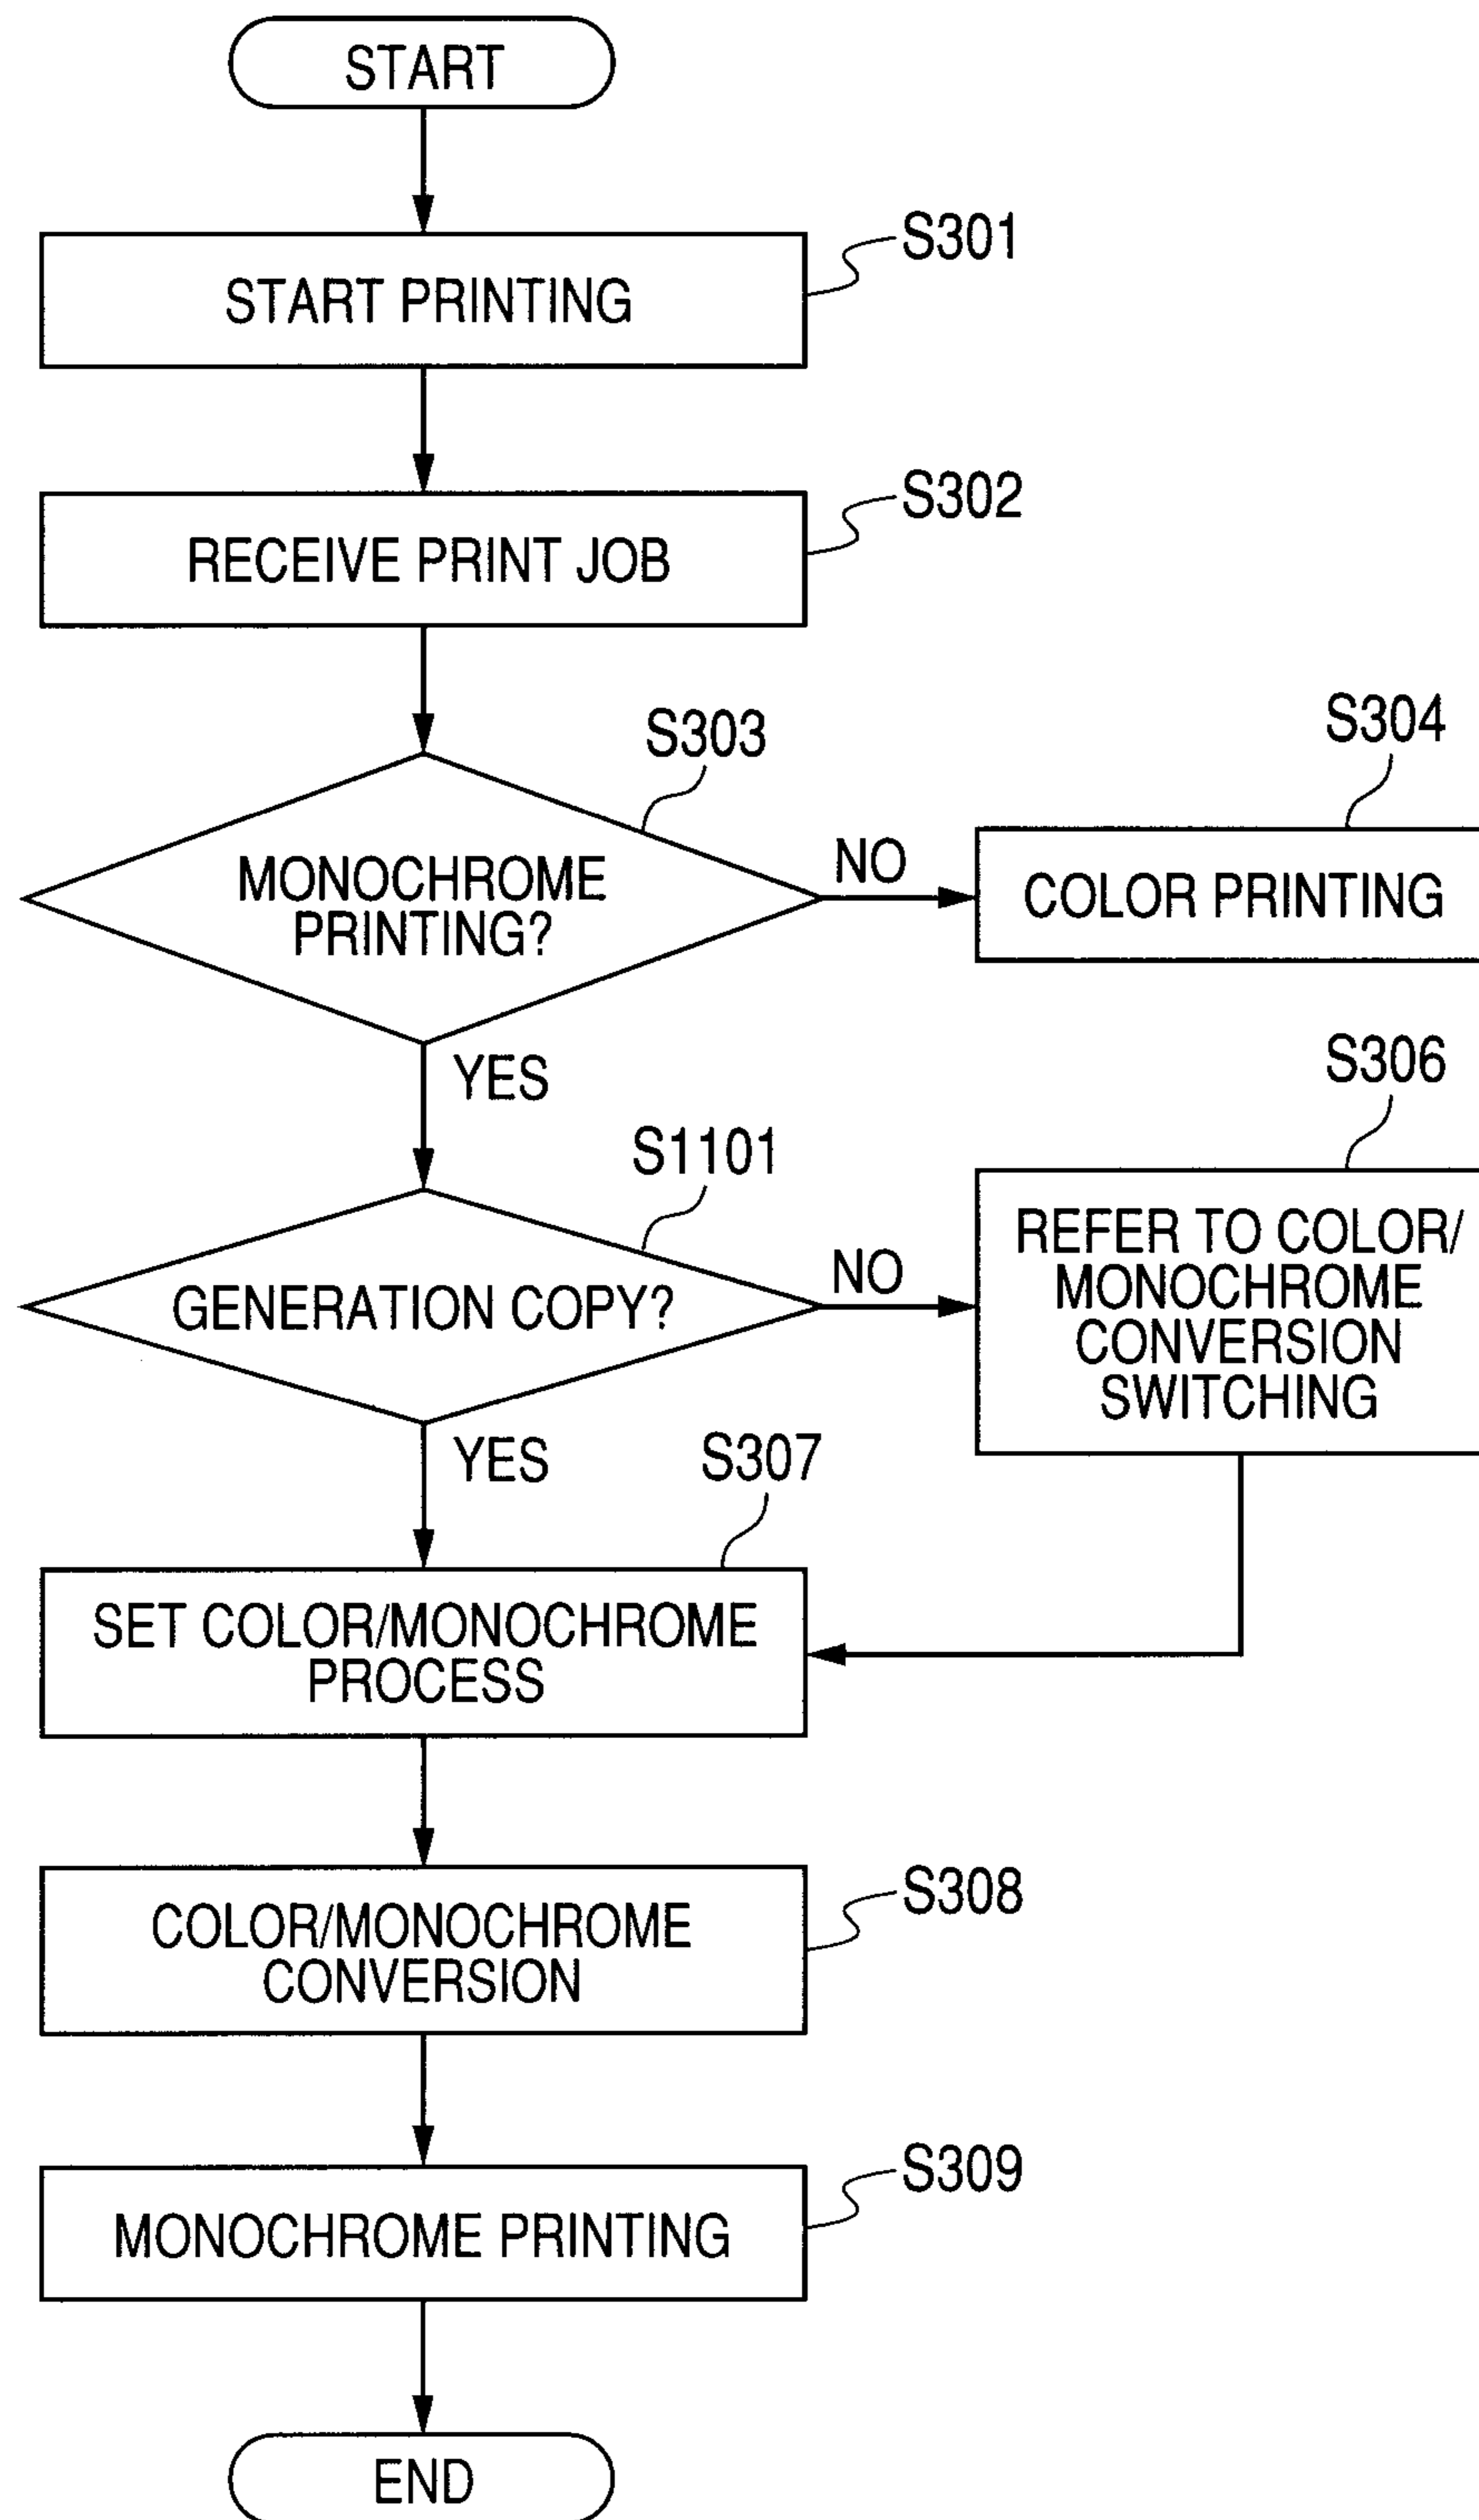 START
S301
START PRINTING
S302
RECEIVE PRINT JOB
S303
S304
MONOCHROME
PRINTING?
NO
COLOR PRINTING
YES
S306
S1101
GENERATION COPY?
NO
REFER TO COLOR/
MONOCHROME
CONVERSION
SWITCHING
YES
S307
SET COLOR/MONOCHROME
PROCESS
S308
COLOR/MONOCHROME
CONVERSION
S309
MONOCHROME PRINTING
END